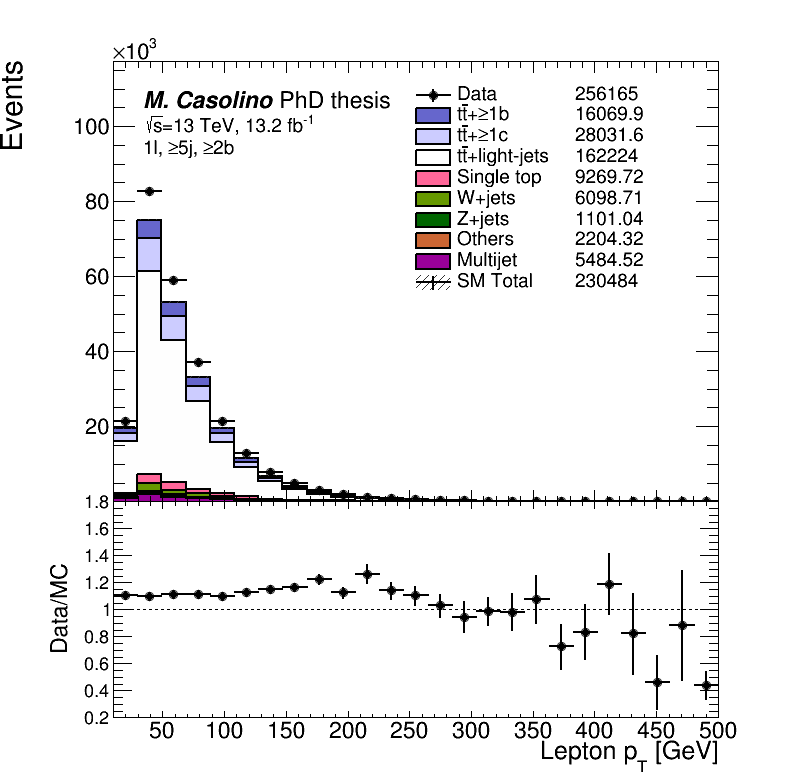 ×10³
Events
M. Casolino PhD thesis
√s=13 TeV, 13.2 fb⁻¹
1l, ≥5j, ≥2b
Data 256165
tt̄+≥1b 16069.9
tt̄+≥1c 28031.6
tt̄+light-jets 162224
Single top 9269.72
W+jets 6098.71
Z+jets 1101.04
Others 2204.32
Multijet 5484.52
SM Total 230484
100
80
60
40
20
1.8
1.6
1.4
1.2
1
0.8
0.6
0.4
0.2
Data/MC
50 100 150 200 250 300 350 400 450 500
Lepton p_T [GeV]